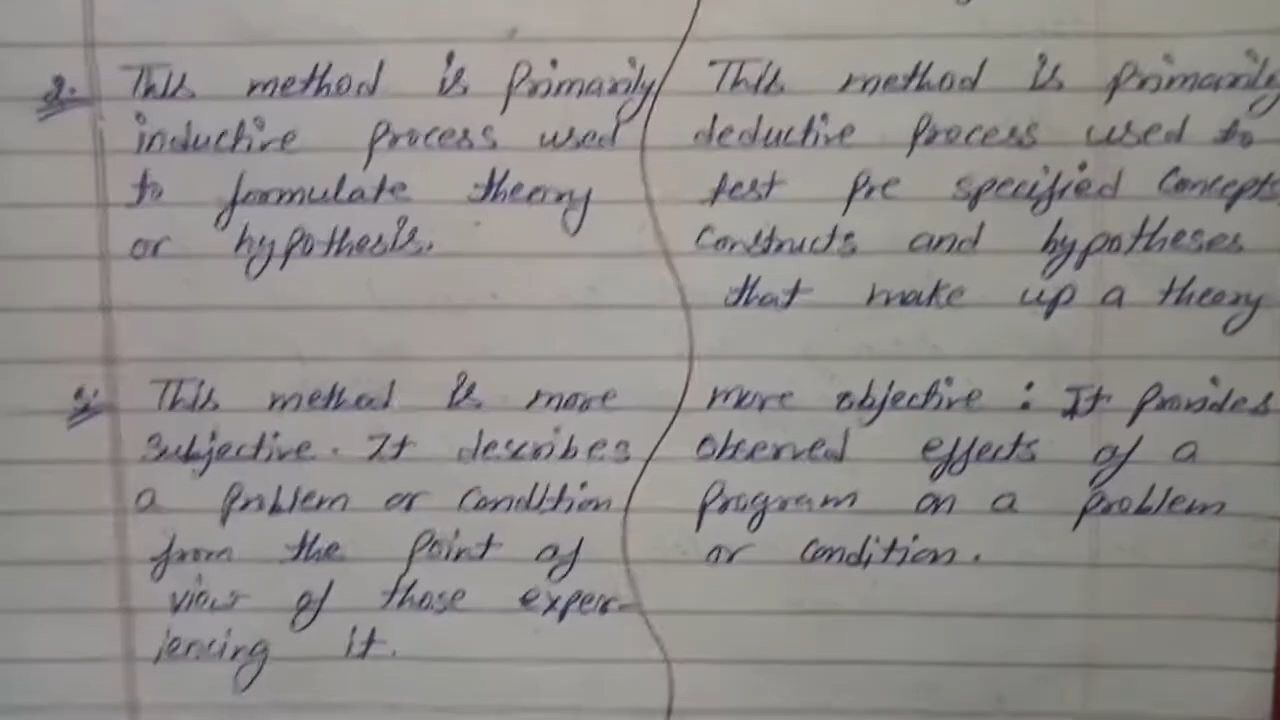 2. This method is Primarily
inductive process used
to formulate theory
or hypothesis.
This method is primarily
deductive process used to
test pre specified Concepts
Constructs and hypotheses
that make up a theory
3. This method is more
Subjective. It describes
a problem or condition
from the point of
view of those exper-
iencing it.
more objective : It provides
observed effects of a
program on a problem
or condition.